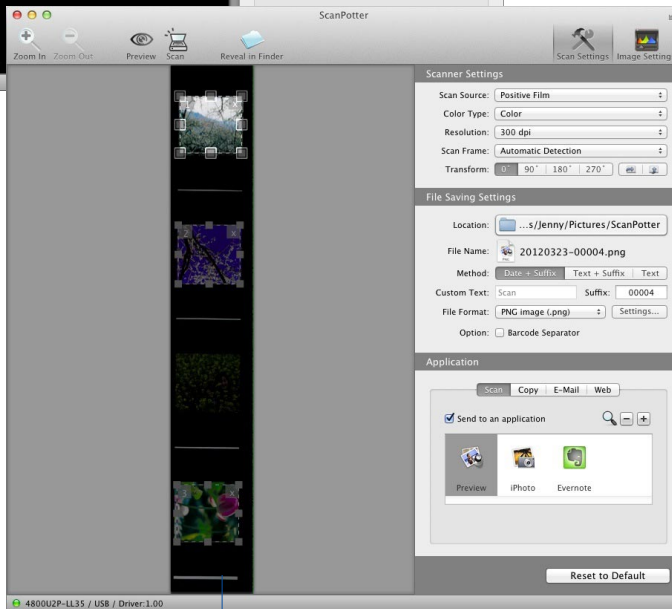 ScanPotter
Zoom In Zoom Out Preview Scan Reveal in Finder Scan Settings Image Setting
Scanner Settings
Scan Source: Positive Film
Color Type: Color
Resolution: 300 dpi
Scan Frame: Automatic Detection
Transform: 0° 90° 180° 270°
File Saving Settings
Location: ...s/Jenny/Pictures/ScanPotter
File Name: 20120323-00004.png
Method: Date + Suffix Text + Suffix Text
Custom Text: Scan Suffix: 00004
File Format: PNG image (.png) Settings...
Option: Barcode Separator
Application
Scan Copy E-Mail Web
Send to an application
Preview iPhoto Evernote
Reset to Default
2 x
3 x
4800U2P-LL35 / USB / Driver:1.00